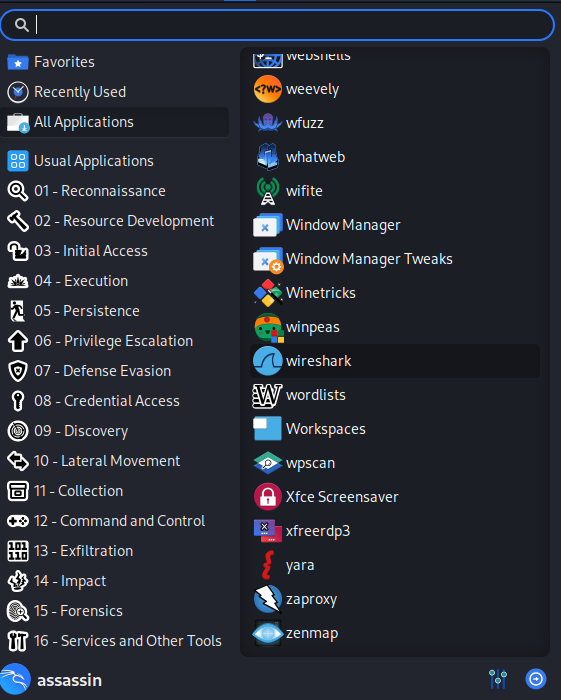 Favorites
Recently Used
All Applications
Usual Applications
01 - Reconnaissance
02 - Resource Development
03 - Initial Access
04 - Execution
05 - Persistence
06 - Privilege Escalation
07 - Defense Evasion
08 - Credential Access
09 - Discovery
10 - Lateral Movement
11 - Collection
12 - Command and Control
13 - Exfiltration
14 - Impact
15 - Forensics
16 - Services and Other Tools
webshells
<?w>
weevely
wfuzz
whatweb
wifite
Window Manager
Window Manager Tweaks
Winetricks
winpeas
wireshark
W
wordlists
Workspaces
wpscan
Xfce Screensaver
xfreerdp3
yara
zaproxy
zenmap
assassin